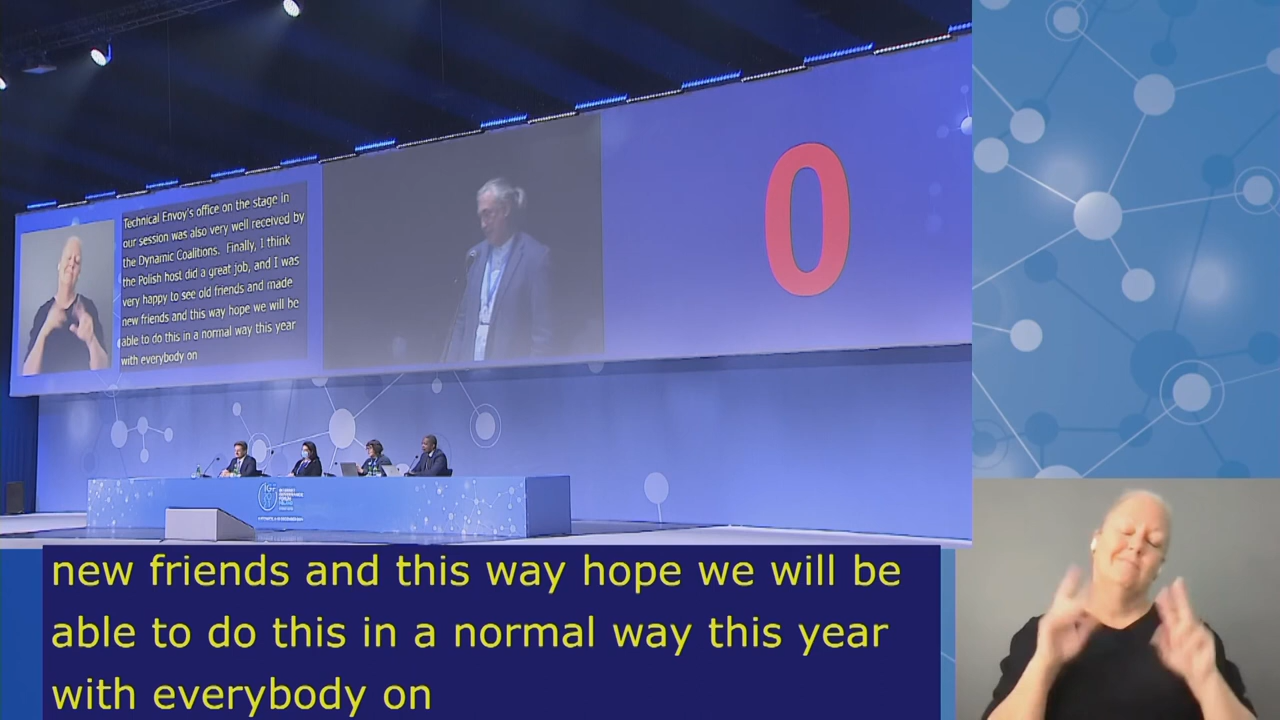 Technical Envoy's office on the stage in
our session was also very well received by
the Dynamic Coalitions. Finally, I think
the Polish host did a great job, and I was
very happy to see old friends and made
new friends and this way hope we will be
able to do this in a normal way this year
with everybody on
0
IGF
INTERNET
GOVERNANCE
FORUM
new friends and this way hope we will be
able to do this in a normal way this year
with everybody on